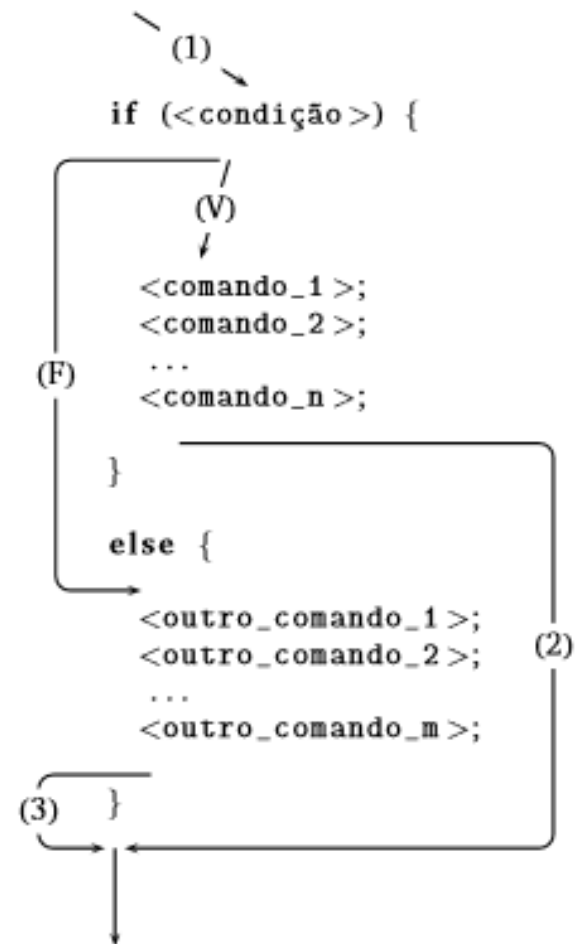 (1)
if (<condição>) {
(V)
<comando_1>;
<comando_2>;
(F)
...
<comando_n>;
}
else {
<outro_comando_1>;
<outro_comando_2>;
(2)
...
<outro_comando_m>;
(3) }